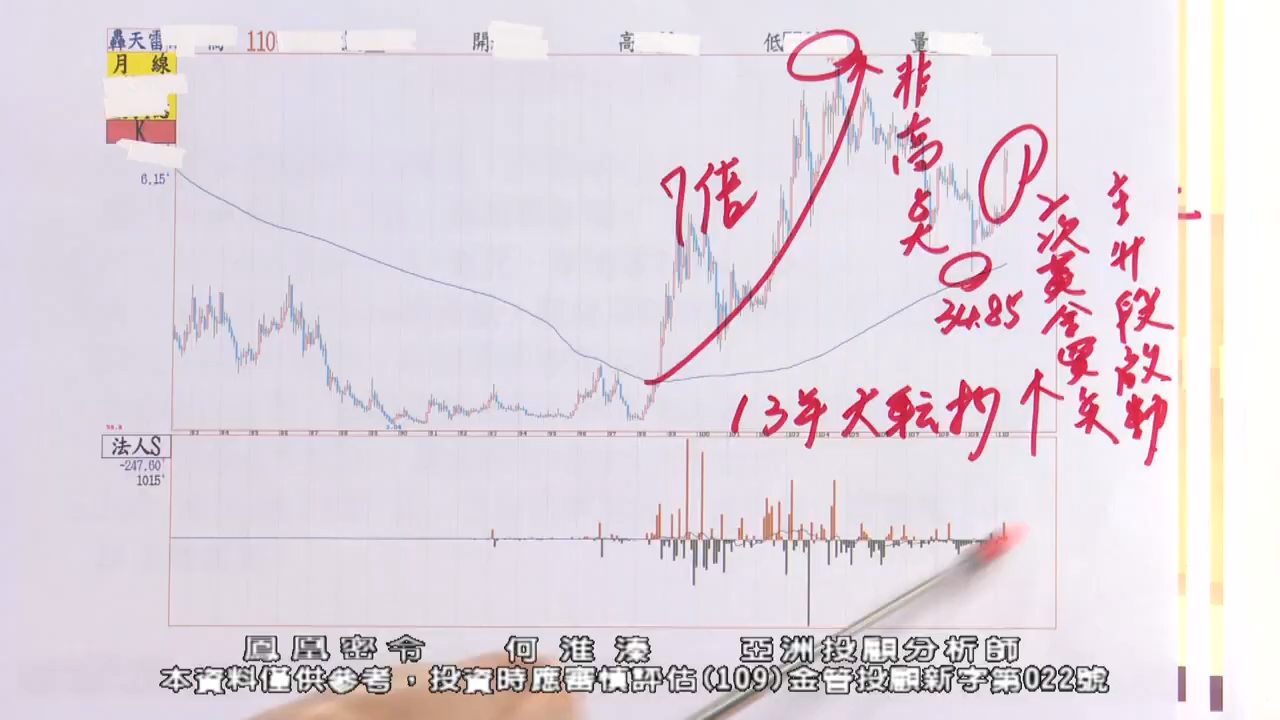 轟天雷 110 開 高 低 量
月 線
K
6.15
7倍
非高點
34.85
二次黃金買點
主升段啟動
13年大転折 个
法人S
-247.60
1015
鳳凰密令 何淮溱 亞洲投顧分析師
本資料僅供參考，投資時應審慎評估(109)金管投顧新字第022號